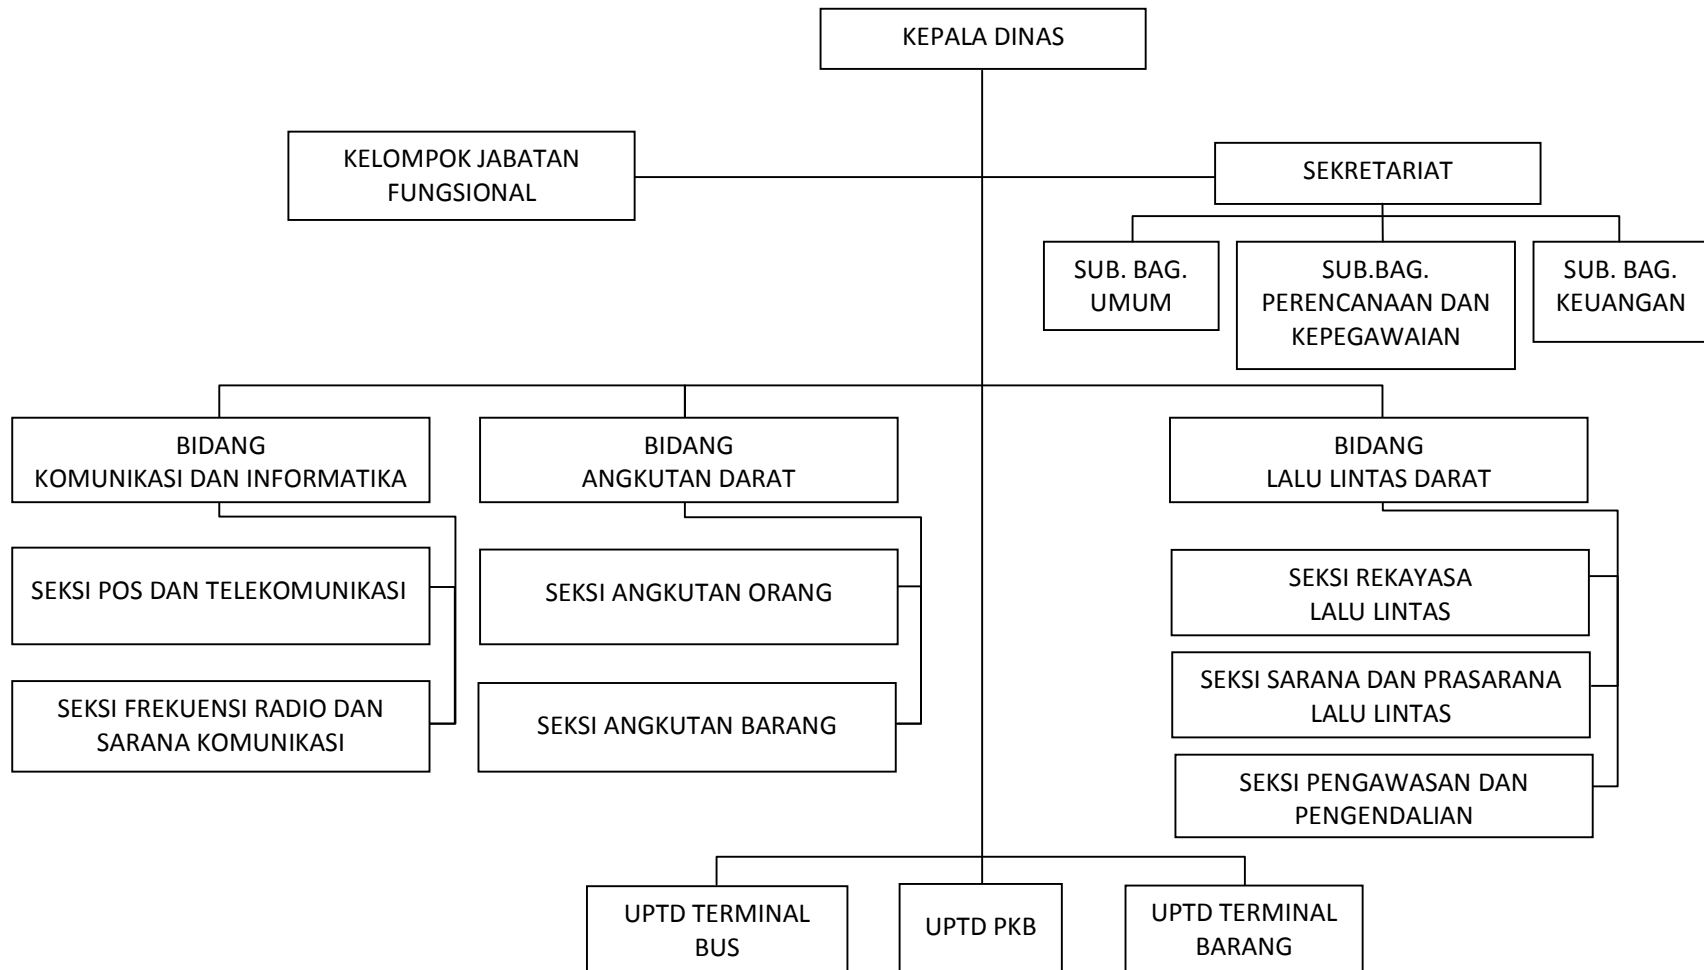 KEPALA DINAS
KELOMPOK JABATAN
FUNGSIONAL
SEKRETARIAT
SUB. BAG.
UMUM
SUB.BAG.
PERENCANAAN DAN
KEPEGAWAIAN
SUB. BAG.
KEUANGAN
BIDANG
KOMUNIKASI DAN INFORMATIKA
BIDANG
ANGKUTAN DARAT
BIDANG
LALU LINTAS DARAT
SEKSI POS DAN TELEKOMUNIKASI
SEKSI ANGKUTAN ORANG
SEKSI REKAYASA
LALU LINTAS
SEKSI FREKUENSI RADIO DAN
SARANA KOMUNIKASI
SEKSI ANGKUTAN BARANG
SEKSI SARANA DAN PRASARANA
LALU LINTAS
SEKSI PENGAWASAN DAN
PENGENDALIAN
UPTD TERMINAL
BUS
UPTD PKB
UPTD TERMINAL
BARANG